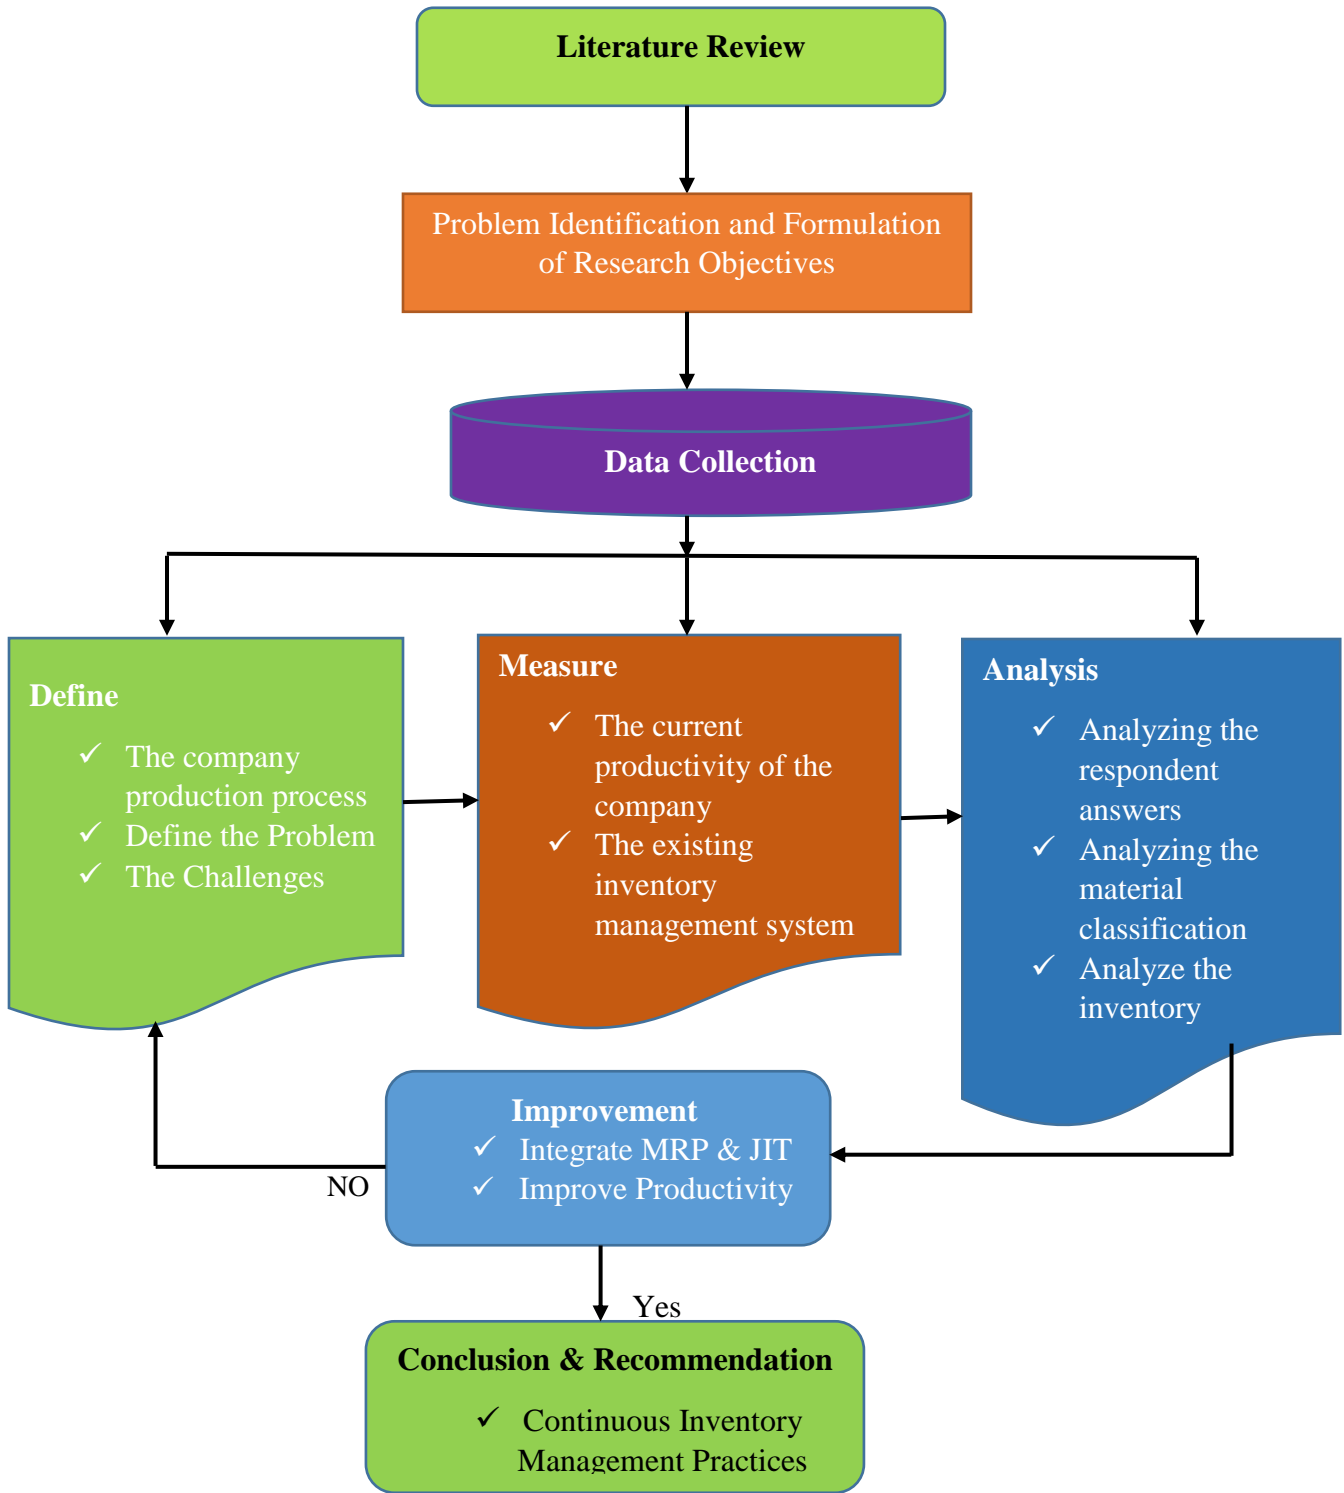 Literature Review
Problem Identification and Formulation
of Research Objectives
Data Collection
Define
✓ The company
production process
✓ Define the Problem
✓ The Challenges
Measure
✓ The current
productivity of the
company
✓ The existing
inventory
management system
Analysis
✓ Analyzing the
respondent
answers
✓ Analyzing the
material
classification
✓ Analyze the
inventory
Improvement
✓ Integrate MRP & JIT
✓ Improve Productivity
NO
Yes
Conclusion & Recommendation
✓ Continuous Inventory
Management Practices